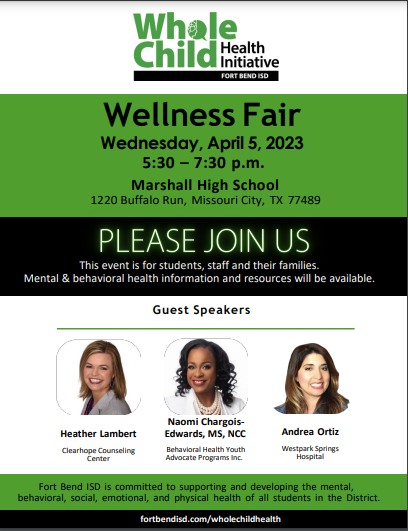 Whole
Child Health
Initiative
FORT BEND ISD
Wellness Fair
Wednesday, April 5, 2023
5:30 – 7:30 p.m.
Marshall High School
1220 Buffalo Run, Missouri City, TX 77489
PLEASE JOIN US
This event is for students, staff and their families.
Mental & behavioral health information and resources will be available.
Guest Speakers
Heather Lambert
Clearhope Counseling
Center
Naomi Chargois-
Edwards, MS, NCC
Behavioral Health Youth
Advocate Programs Inc.
Andrea Ortiz
Westpark Springs
Hospital
Fort Bend ISD is committed to supporting and developing the mental,
behavioral, social, emotional, and physical health of all students in the District.
fortbendisd.com/wholechildhealth